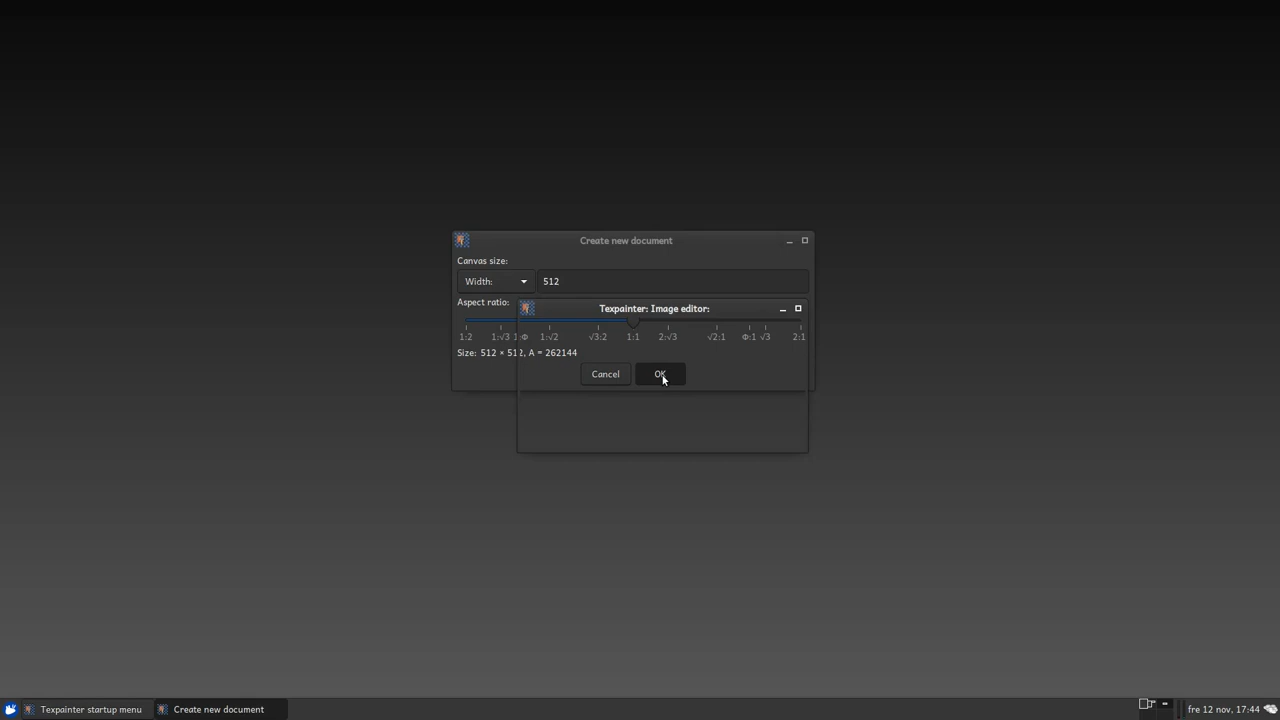 Create new document
Canvas size:
Width: 512
Aspect ratio:
Texpainter: Image editor:
1:2 1:√3 1:Φ 1:√2 √3:2 1:1 2:√3 √2:1 Φ:1 √3 2:1
Size: 512 × 512, A = 262144
Cancel OK
Texpainter startup menu Create new document fre 12 nov, 17:44